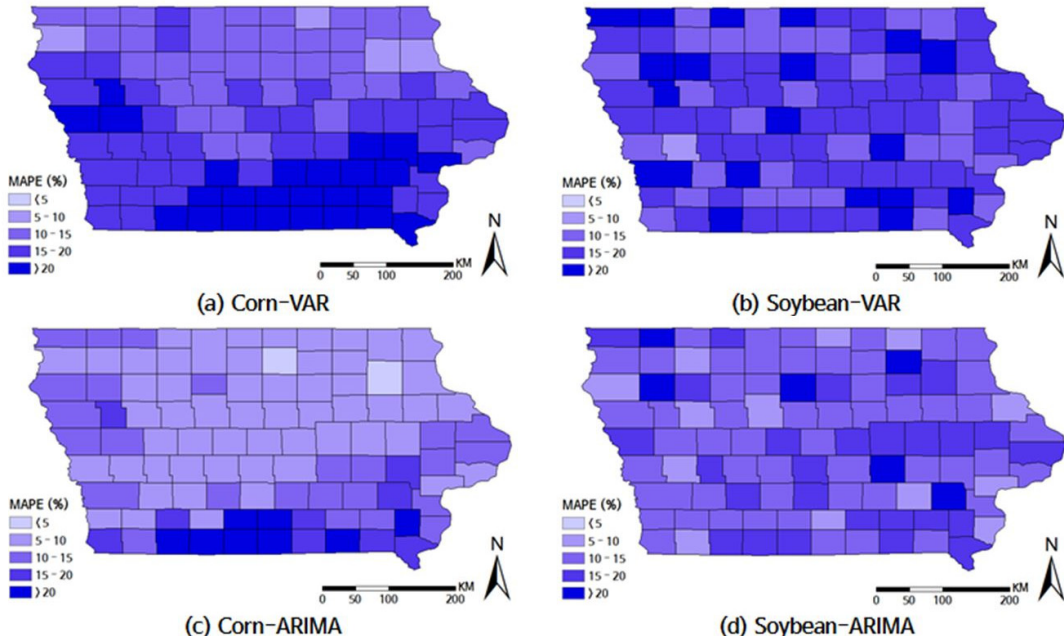 MAPE (%)
<5
5-10
10-15
15-20
>20
N
KM
0 50 100 200
(a) Corn-VAR
MAPE (%)
<5
5-10
10-15
15-20
>20
N
KM
0 50 100 200
(b) Soybean-VAR
MAPE (%)
<5
5-10
10-15
15-20
>20
N
KM
0 50 100 200
(c) Corn-ARIMA
MAPE (%)
<5
5-10
10-15
15-20
>20
N
KM
0 50 100 200
(d) Soybean-ARIMA